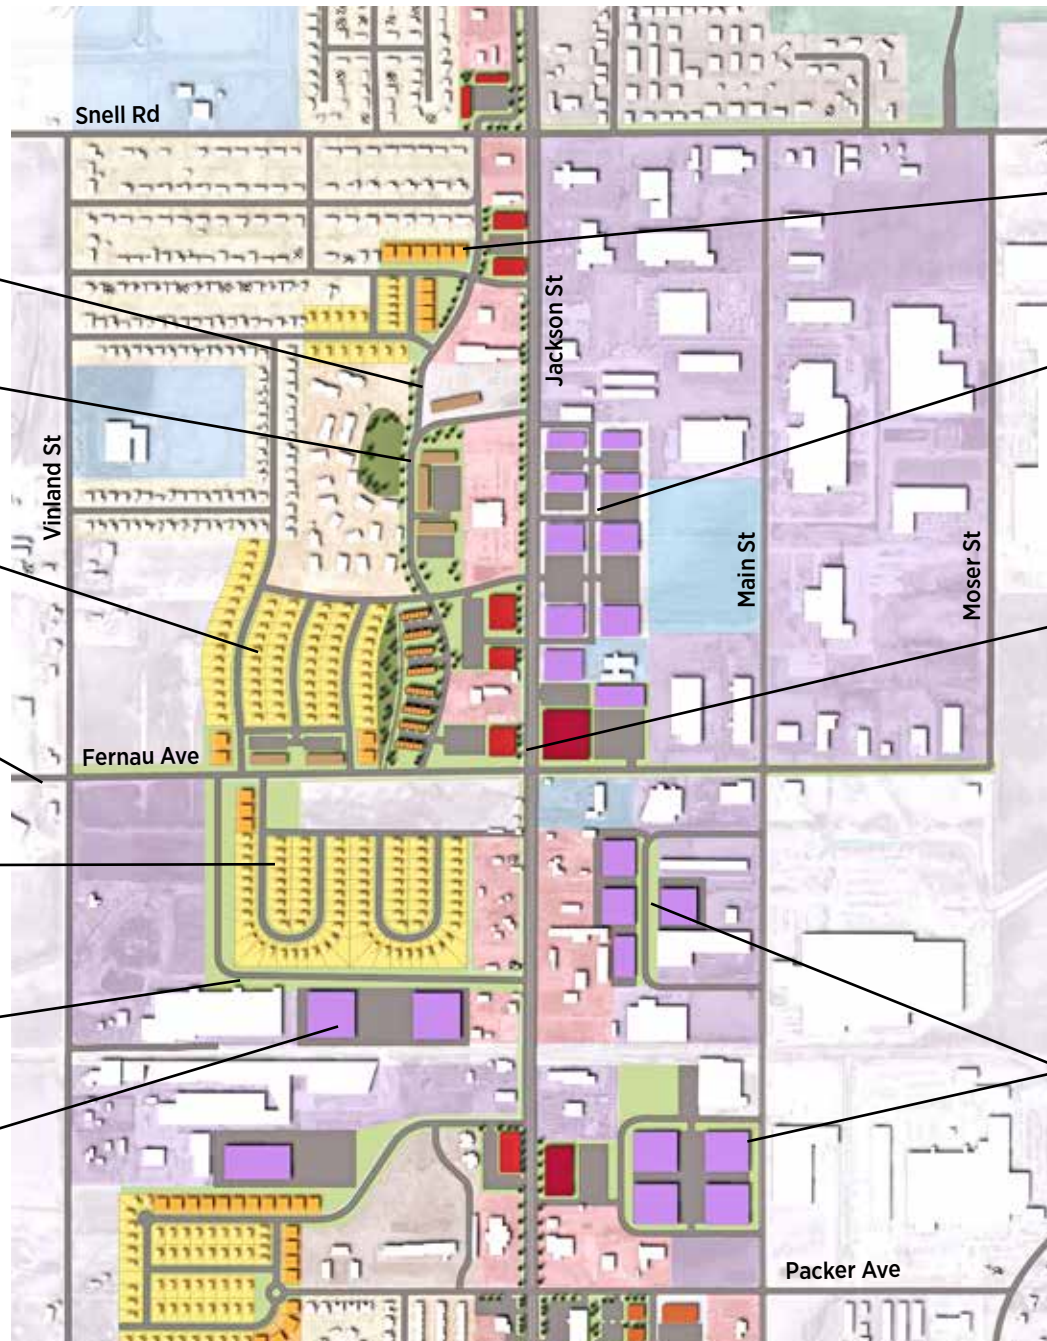 Snell Rd
Jackson St
Vinland St
Main St
Moser St
Fernau Ave
Packer Ave